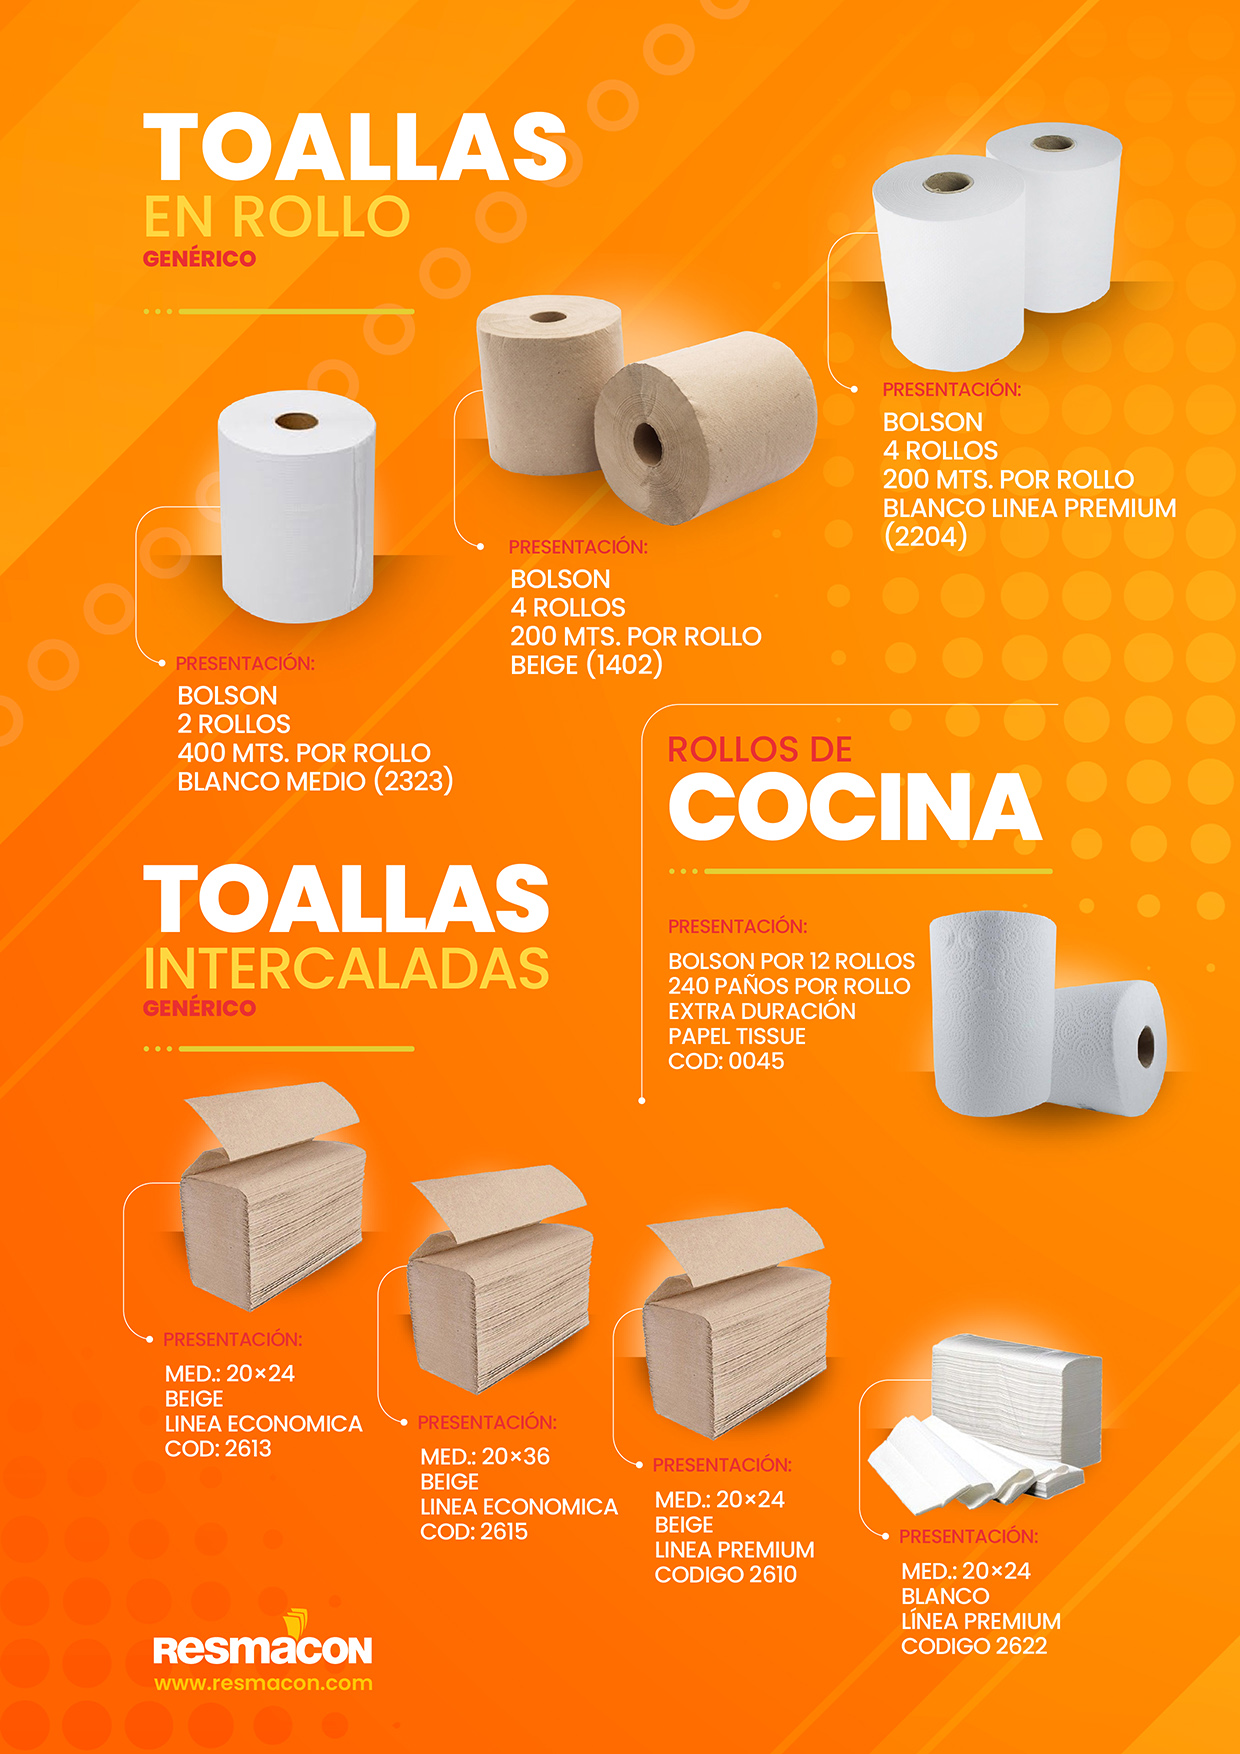 TOALLAS
EN ROLLO
GENÉRICO
PRESENTACIÓN:
BOLSON
4 ROLLOS
200 MTS. POR ROLLO
BLANCO LINEA PREMIUM
(2204)
PRESENTACIÓN:
BOLSON
4 ROLLOS
200 MTS. POR ROLLO
BEIGE (1402)
PRESENTACIÓN:
BOLSON
2 ROLLOS
400 MTS. POR ROLLO
BLANCO MEDIO (2323)
ROLLOS DE
COCINA
PRESENTACIÓN:
BOLSON POR 12 ROLLOS
240 PAÑOS POR ROLLO
EXTRA DURACIÓN
PAPEL TISSUE
COD: 0045
TOALLAS
INTERCALADAS
GENÉRICO
PRESENTACIÓN:
MED.: 20×24
BEIGE
LINEA ECONOMICA
COD: 2613
PRESENTACIÓN:
MED.: 20×36
BEIGE
LINEA ECONOMICA
COD: 2615
PRESENTACIÓN:
MED.: 20×24
BEIGE
LINEA PREMIUM
CODIGO 2610
PRESENTACIÓN:
MED.: 20×24
BLANCO
LÍNEA PREMIUM
CODIGO 2622
RESMACON
www.resmacon.com